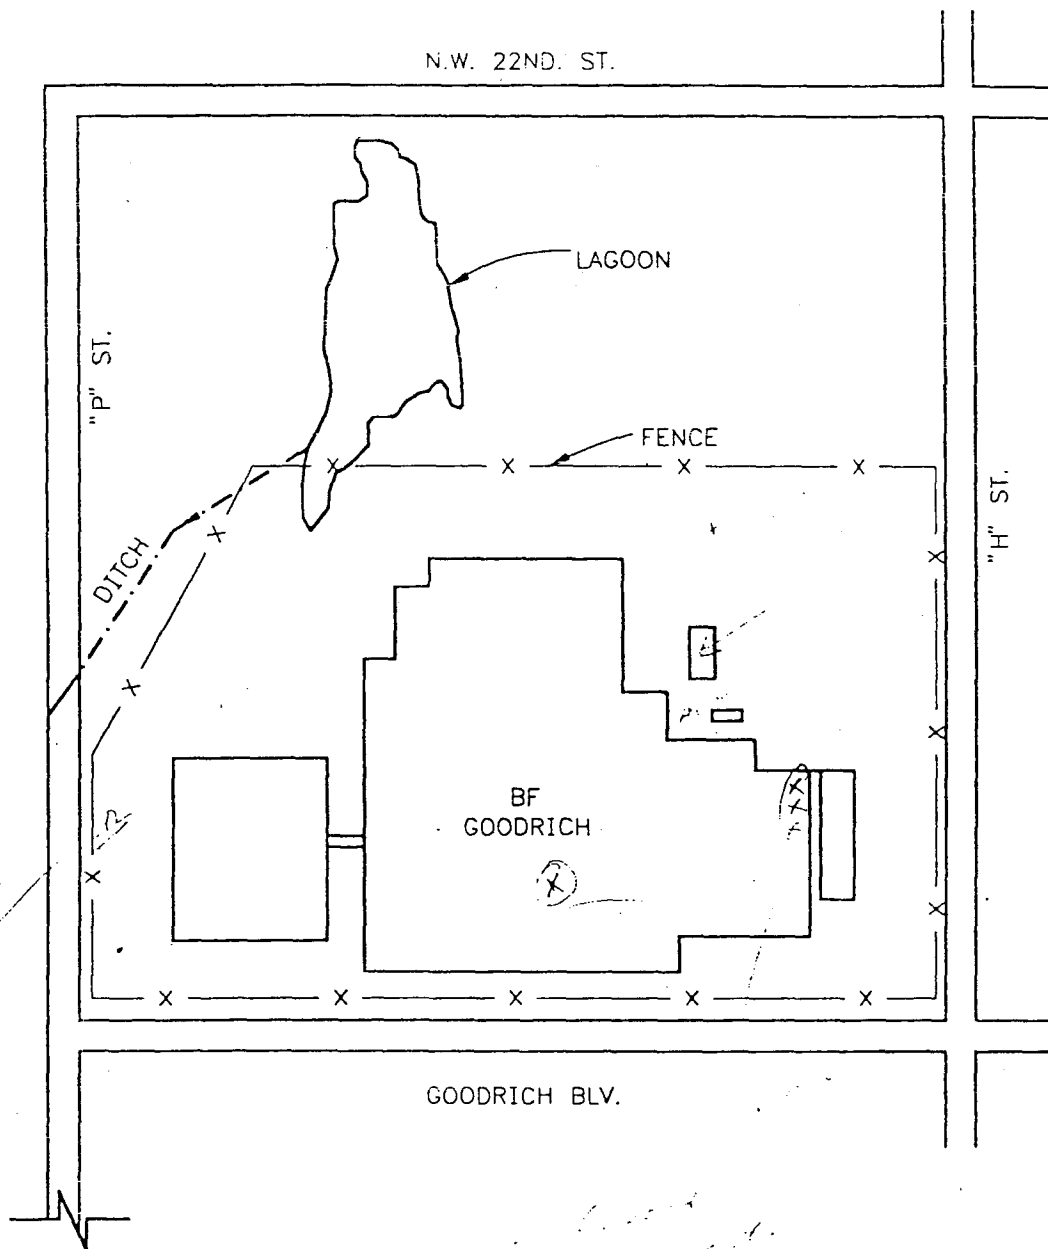 N.W. 22ND. ST.
LAGOON
"P" ST.
FENCE
"H" ST.
DITCH
BF
GOODRICH
GOODRICH BLV.